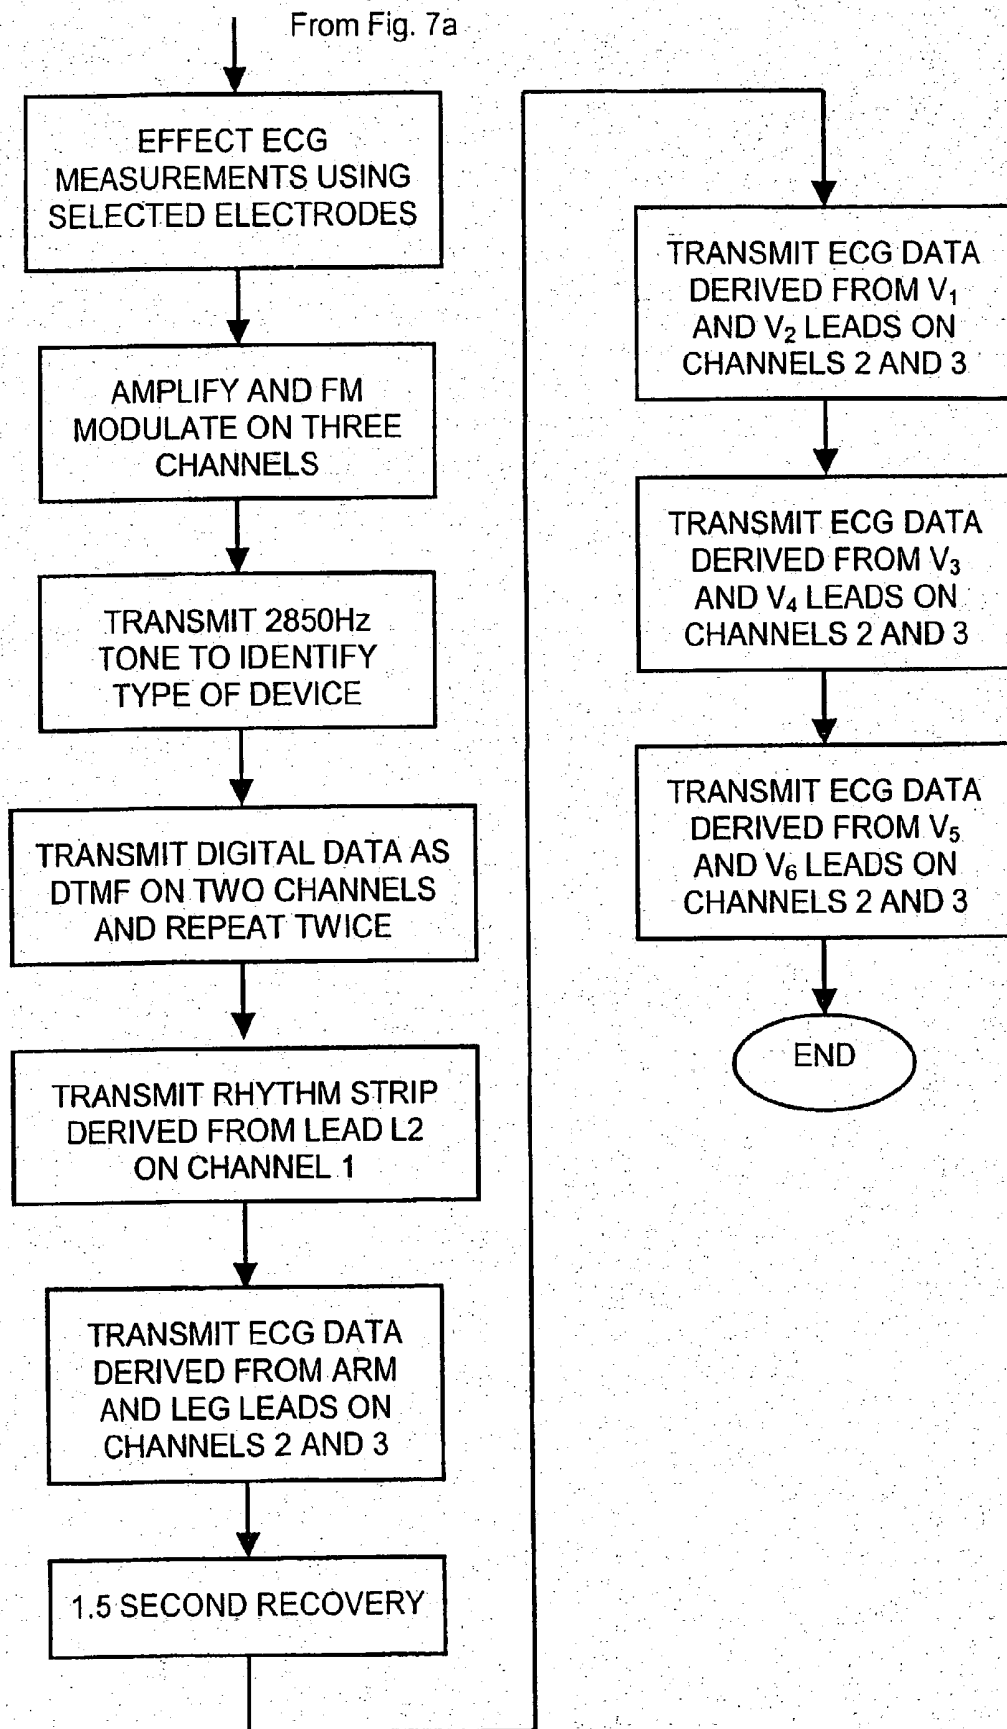 From Fig. 7a
EFFECT ECG
MEASUREMENTS USING
SELECTED ELECTRODES
AMPLIFY AND FM
MODULATE ON THREE
CHANNELS
TRANSMIT 2850Hz
TONE TO IDENTIFY
TYPE OF DEVICE
TRANSMIT DIGITAL DATA AS
DTMF ON TWO CHANNELS
AND REPEAT TWICE
TRANSMIT RHYTHM STRIP
DERIVED FROM LEAD L2
ON CHANNEL 1
TRANSMIT ECG DATA
DERIVED FROM ARM
AND LEG LEADS ON
CHANNELS 2 AND 3
1.5 SECOND RECOVERY
TRANSMIT ECG DATA
DERIVED FROM V₁
AND V₂ LEADS ON
CHANNELS 2 AND 3
TRANSMIT ECG DATA
DERIVED FROM V₃
AND V₄ LEADS ON
CHANNELS 2 AND 3
TRANSMIT ECG DATA
DERIVED FROM V₅
AND V₆ LEADS ON
CHANNELS 2 AND 3
END